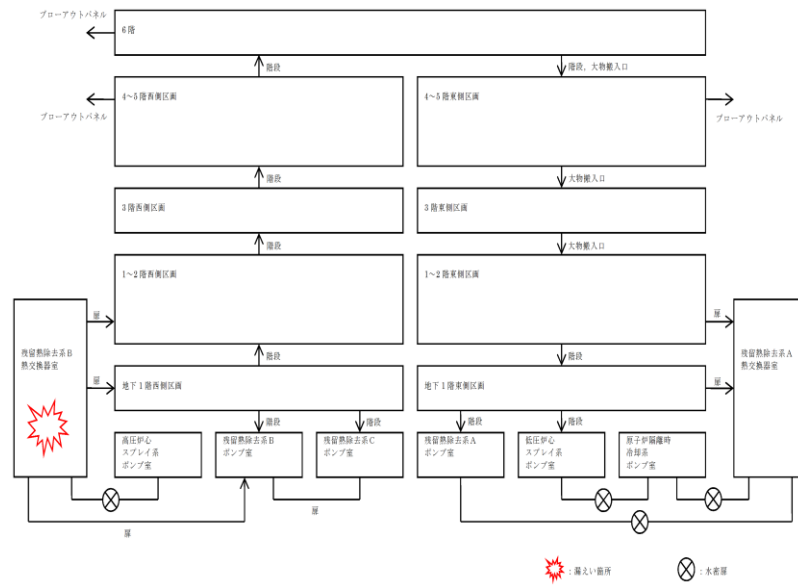 ブローアウトパネル
6階
階段
階段，大物搬入口
4～5階西側区画
4～5階東側区画
ブローアウトパネル
ブローアウトパネル
階段
大物搬入口
3階西側区画
3階東側区画
階段
大物搬入口
1～2階西側区画
1～2階東側区画
扉
扉
残留熱除去系B
熱交換器室
残留熱除去系A
熱交換器室
階段
階段
扉
扉
地下1階西側区画
地下1階東側区画
階段
階段
階段
階段
高圧炉心
スプレイ系
ポンプ室
残留熱除去系B
ポンプ室
残留熱除去系C
ポンプ室
残留熱除去系A
ポンプ室
低圧炉心
スプレイ系
ポンプ室
原子炉隔離時
冷却系
ポンプ室
扉
扉
：漏えい箇所
：水密扉